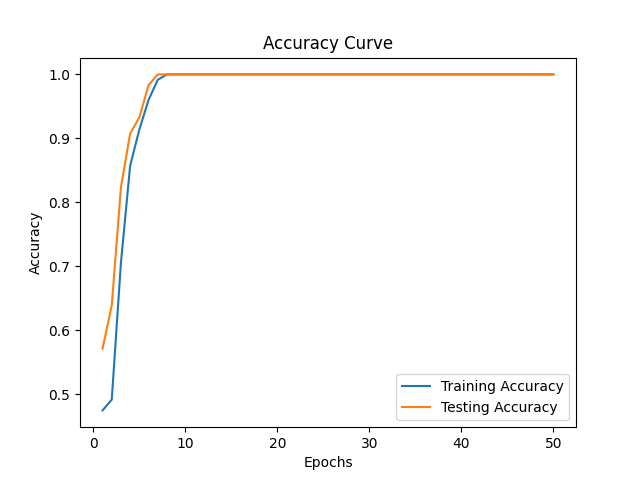 Accuracy Curve
1.0
0.9
0.8
0.7
0.6
0.5
Accuracy
0 10 20 30 40 50
Epochs
Training Accuracy
Testing Accuracy